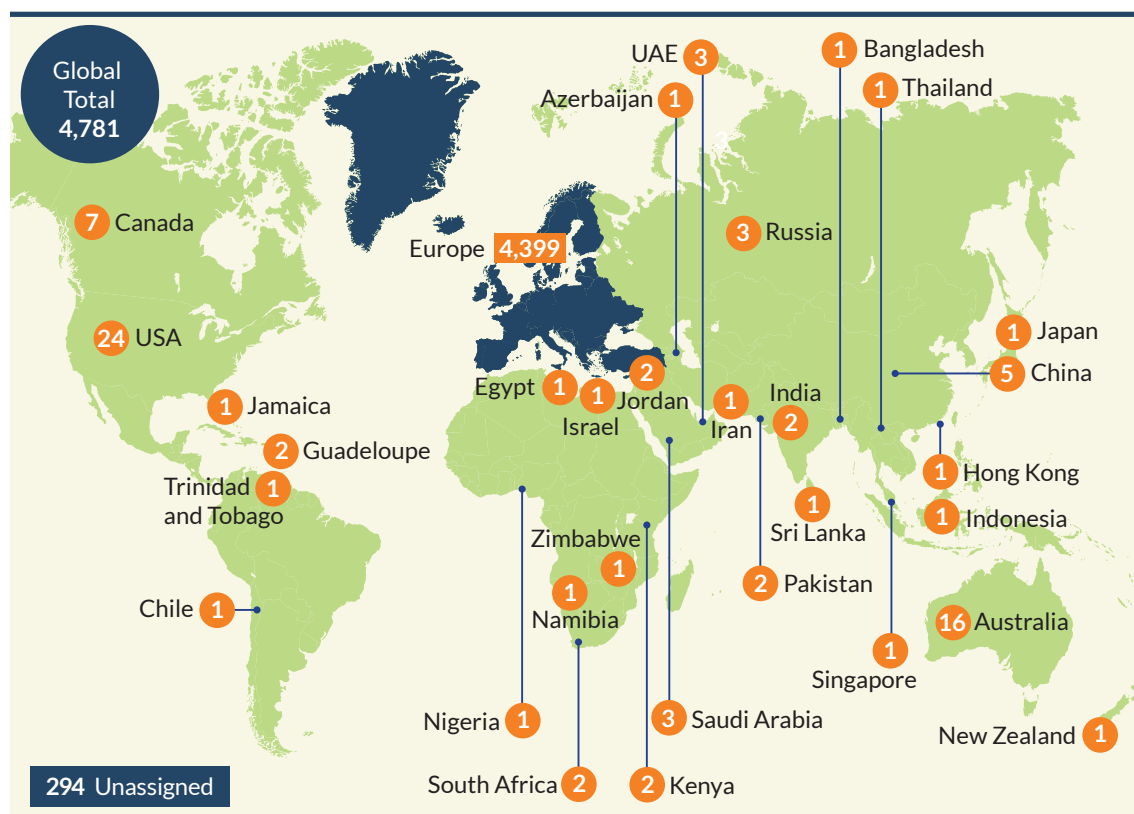 Global
Total
4,781
UAE 3
1 Bangladesh
Azerbaijan 1
1 Thailand
3
7 Canada
Europe 4,399
3 Russia
24 USA
1 Japan
5 China
Egypt 1
1
Israel
2
Jordan
1
Iran
India
2
1 Jamaica
2 Guadeloupe
Trinidad 1
and Tobago
1 Hong Kong
1
Sri Lanka
1 Indonesia
Zimbabwe
1
1
Namibia
2 Pakistan
Chile 1
16 Australia
1
Singapore
Nigeria 1
3 Saudi Arabia
New Zealand 1
294 Unassigned
South Africa 2
2 Kenya